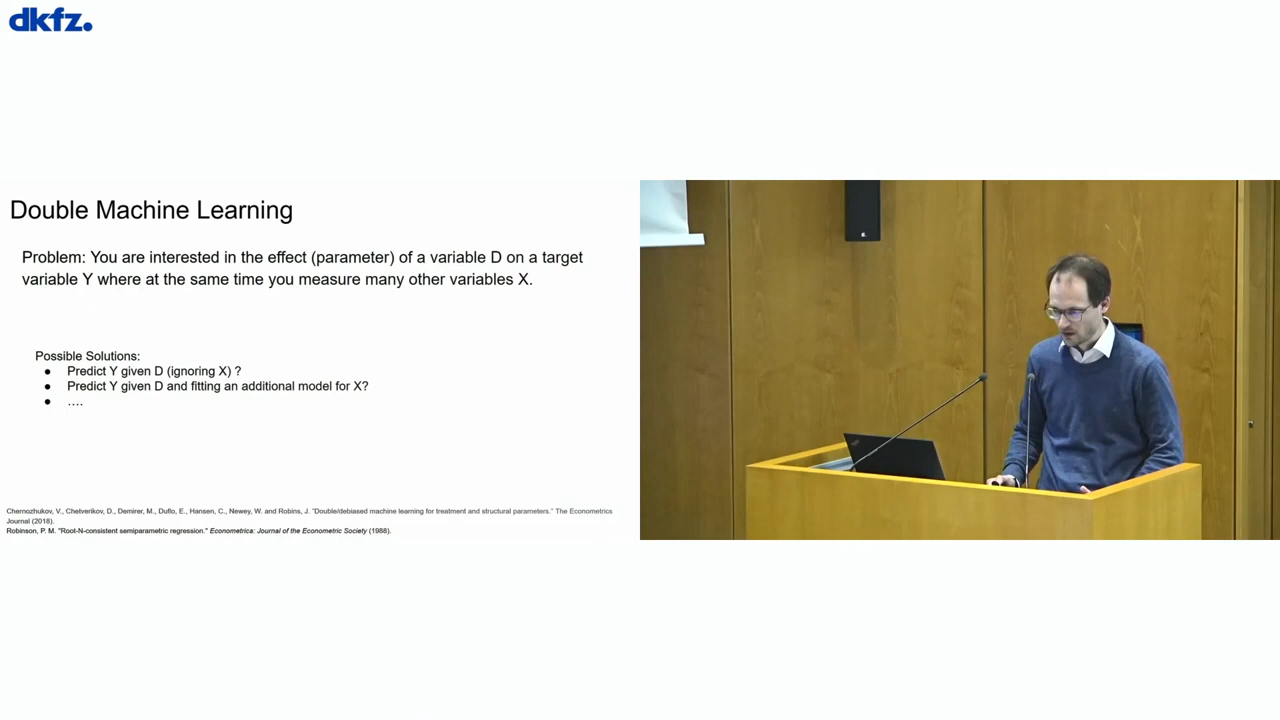 dkfz.
Double Machine Learning
Problem: You are interested in the effect (parameter) of a variable D on a target
variable Y where at the same time you measure many other variables X.
Possible Solutions:
● Predict Y given D (ignoring X) ?
● Predict Y given D and fitting an additional model for X?
● ....
Chernozhukov, V., Chetverikov, D., Demirer, M., Duflo, E., Hansen, C., Newey, W. and Robins, J. "Double/debiased machine learning for treatment and structural parameters." The Econometrics
Journal (2018).
Robinson, P. M. "Root-N-consistent semiparametric regression." Econometrica: Journal of the Econometric Society (1988).